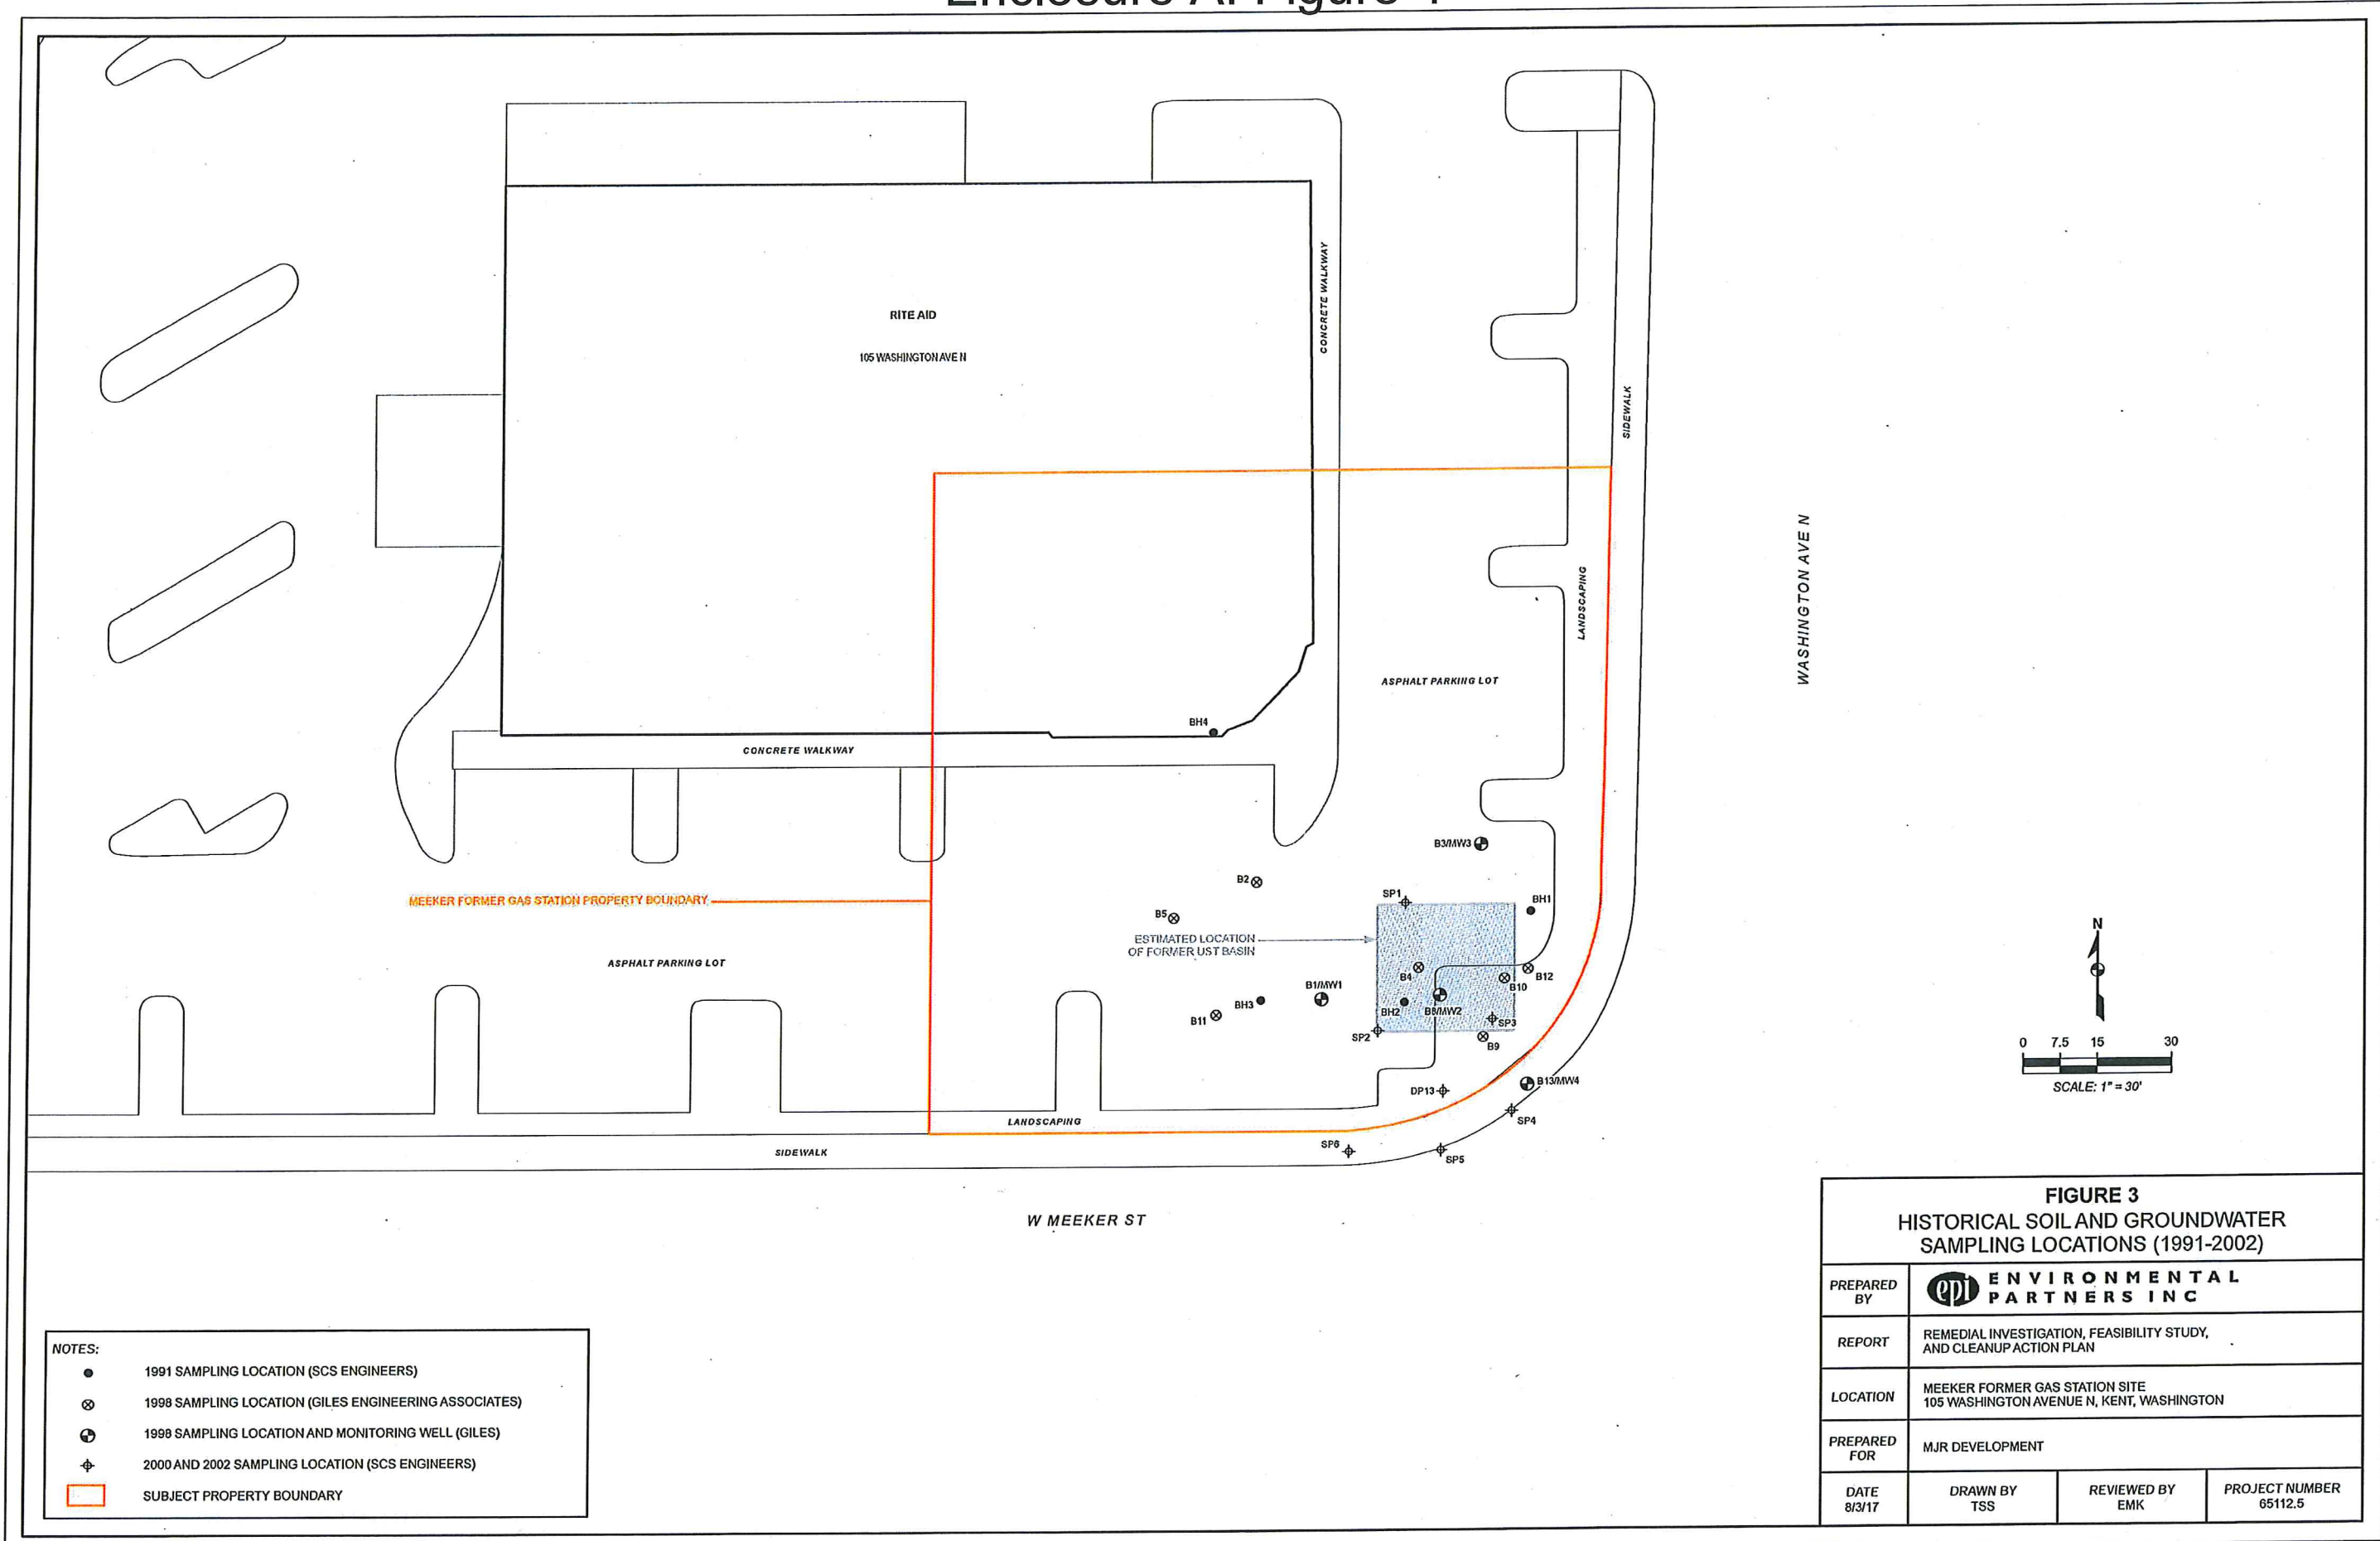 RITE AID
105 WASHINGTON AVE N
CONCRETE WALKWAY
SIDEWALK
WASHINGTON AVE N
LANDSCAPING
ASPHALT PARKING LOT
BH4
CONCRETE WALKWAY
B3/MW3
B2
SP1
BH1
MEEKER FORMER GAS STATION PROPERTY BOUNDARY
B5
ESTIMATED LOCATION
OF FORMER UST BASIN
ASPHALT PARKING LOT
B4
B12
B10
B1/MW1
BH3
BH2
B11
SP3
SP2
B9
DP13
B13/MW4
SP4
LANDSCAPING
SP6
SP5
SIDEWALK
W MEEKER ST
N
0 7.5 15 30
SCALE: 1" = 30'
FIGURE 3
HISTORICAL SOIL AND GROUNDWATER
SAMPLING LOCATIONS (1991-2002)
PREPARED
BY
epi ENVIRONMENTAL
PARTNERS INC
REPORT
REMEDIAL INVESTIGATION, FEASIBILITY STUDY,
AND CLEANUP ACTION PLAN
LOCATION
MEEKER FORMER GAS STATION SITE
105 WASHINGTON AVENUE N, KENT, WASHINGTON
PREPARED
FOR
MJR DEVELOPMENT
DATE
8/3/17
DRAWN BY
TSS
REVIEWED BY
EMK
PROJECT NUMBER
65112.5
NOTES:
1991 SAMPLING LOCATION (SCS ENGINEERS)
1998 SAMPLING LOCATION (GILES ENGINEERING ASSOCIATES)
1998 SAMPLING LOCATION AND MONITORING WELL (GILES)
2000 AND 2002 SAMPLING LOCATION (SCS ENGINEERS)
SUBJECT PROPERTY BOUNDARY